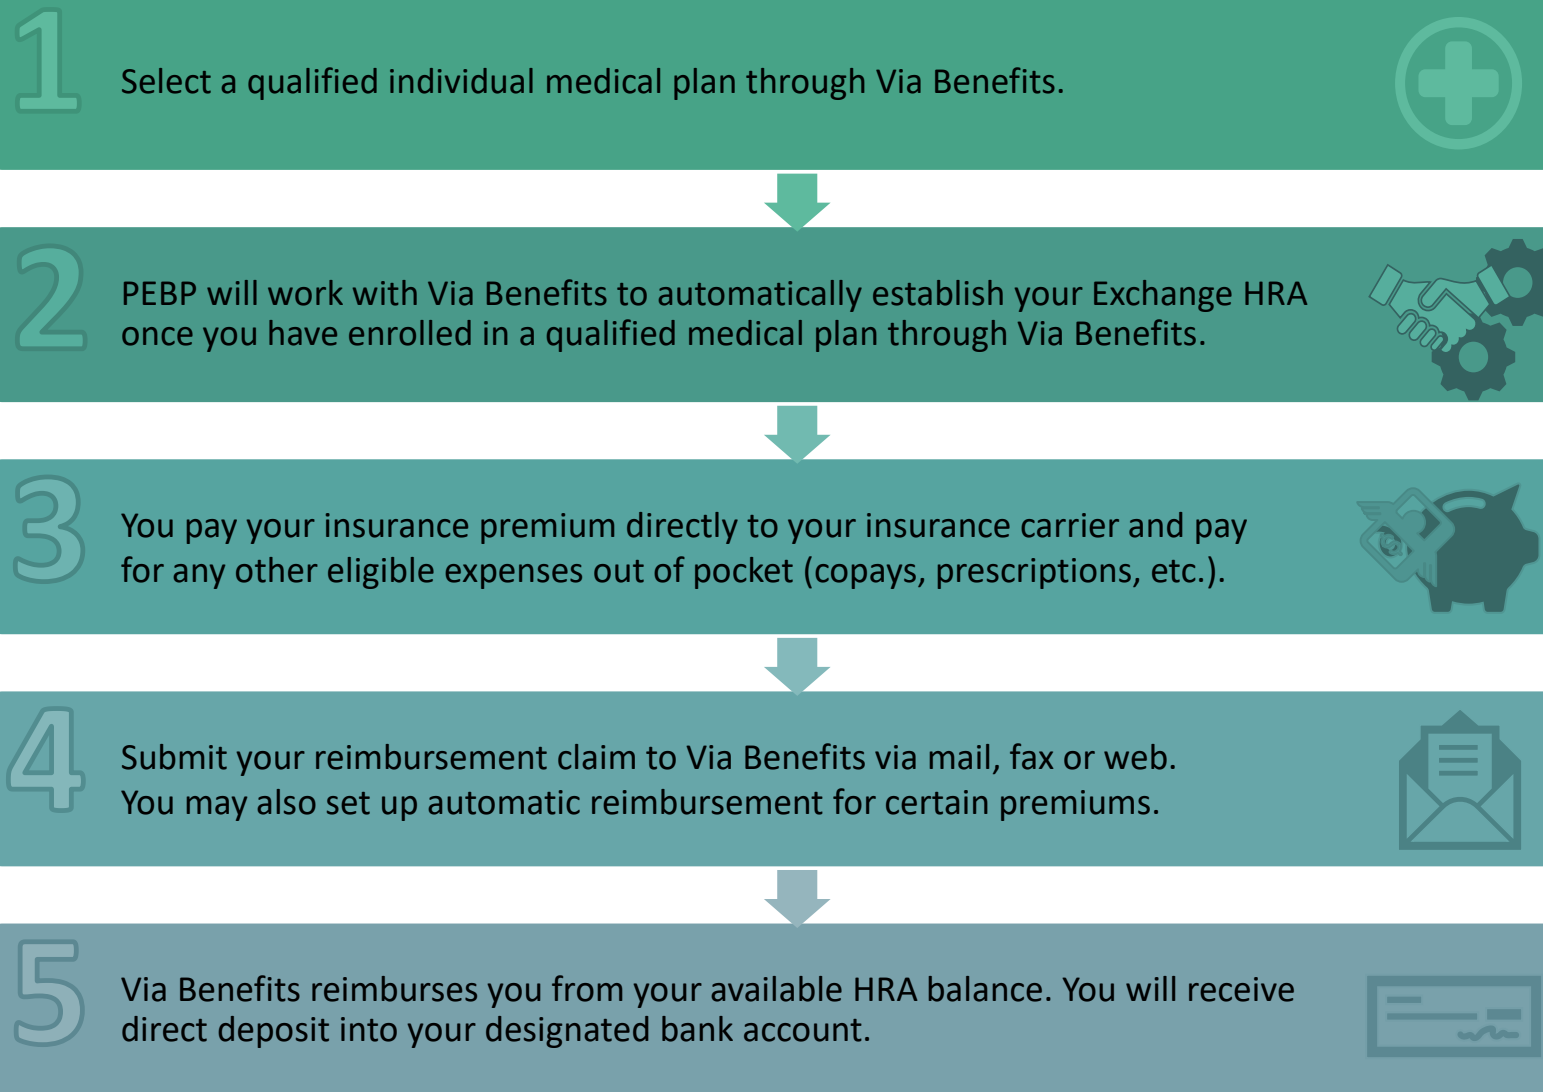 1
Select a qualified individual medical plan through Via Benefits.
2
PEBP will work with Via Benefits to automatically establish your Exchange HRA
once you have enrolled in a qualified medical plan through Via Benefits.
3
You pay your insurance premium directly to your insurance carrier and pay
for any other eligible expenses out of pocket (copays, prescriptions, etc.).
4
Submit your reimbursement claim to Via Benefits via mail, fax or web.
You may also set up automatic reimbursement for certain premiums.
5
Via Benefits reimburses you from your available HRA balance. You will receive
direct deposit into your designated bank account.